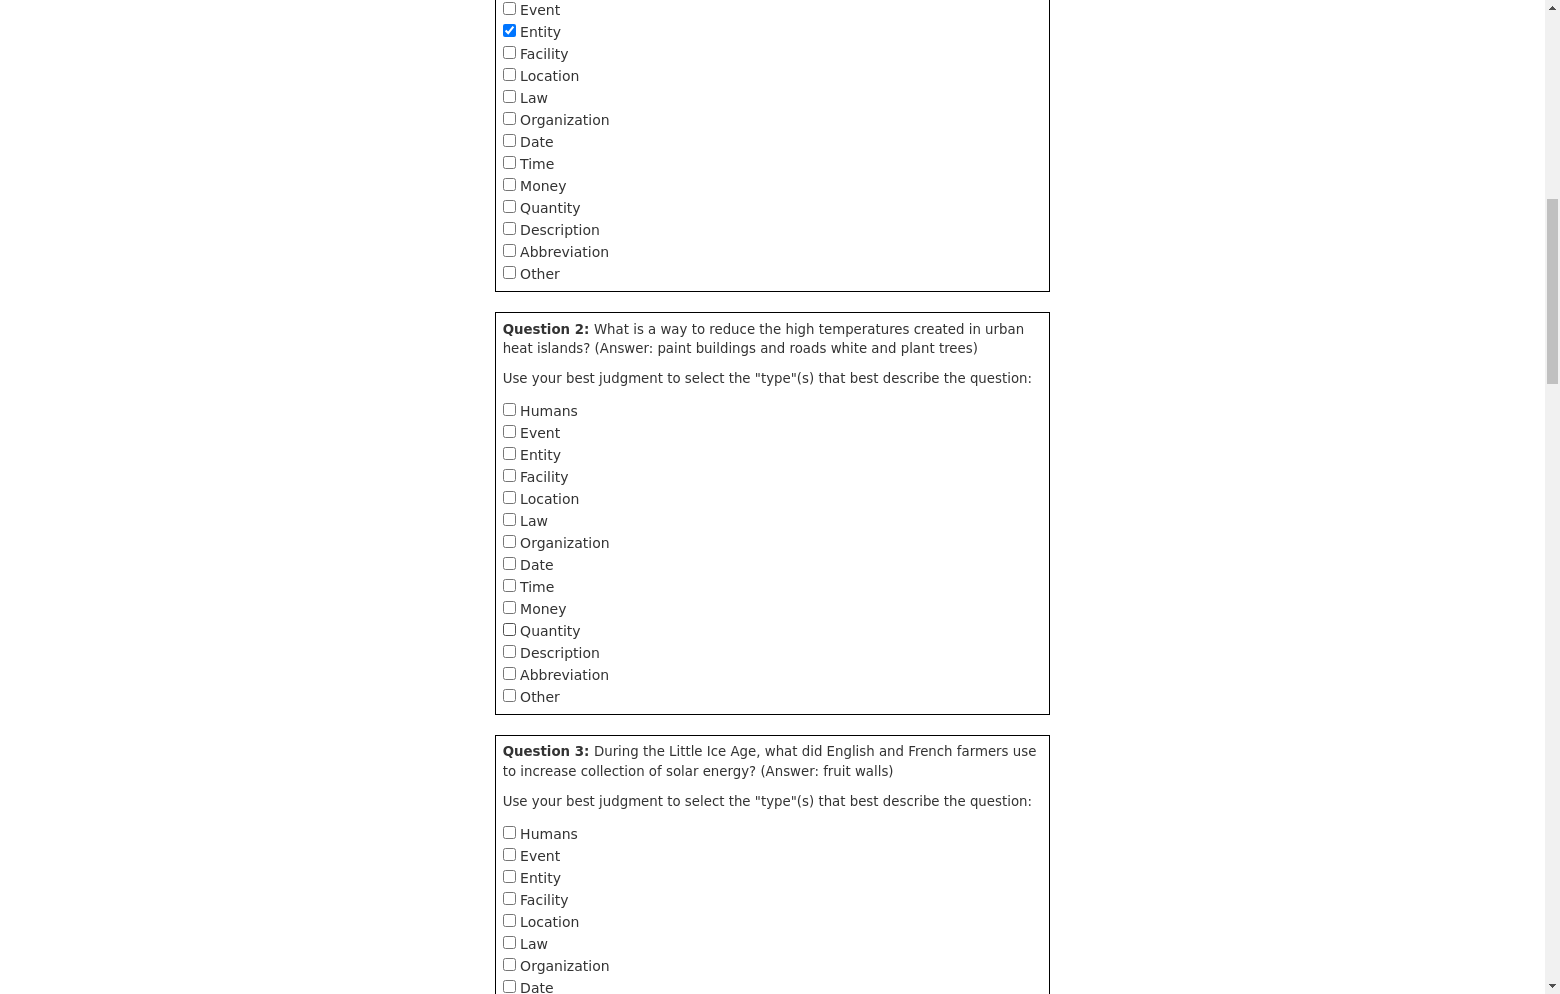 Event
Entity
Facility
Location
Law
Organization
Date
Time
Money
Quantity
Description
Abbreviation
Other
Question 2: What is a way to reduce the high temperatures created in urban
heat islands? (Answer: paint buildings and roads white and plant trees)
Use your best judgment to select the "type"(s) that best describe the question:
Humans
Event
Entity
Facility
Location
Law
Organization
Date
Time
Money
Quantity
Description
Abbreviation
Other
Question 3: During the Little Ice Age, what did English and French farmers use
to increase collection of solar energy? (Answer: fruit walls)
Use your best judgment to select the "type"(s) that best describe the question:
Humans
Event
Entity
Facility
Location
Law
Organization
Date